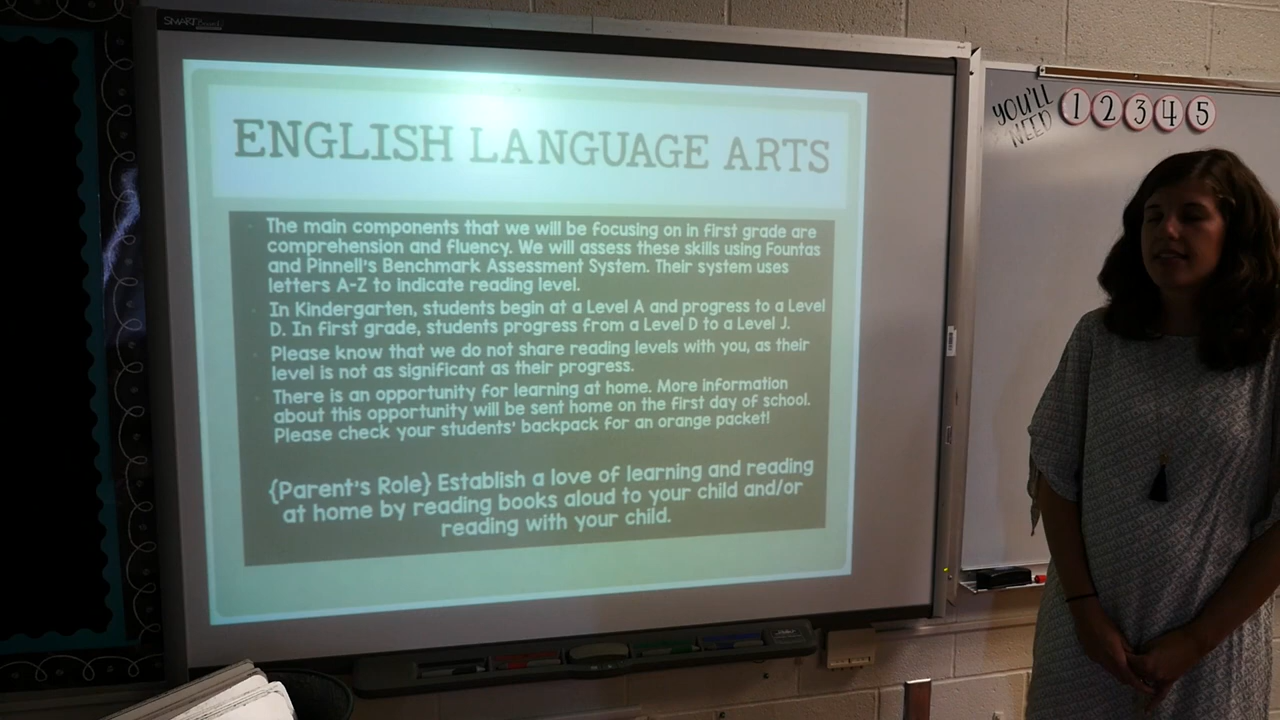 SMART Board
ENGLISH LANGUAGE ARTS
The main components that we will be focusing on in first grade are
comprehension and fluency. We will assess these skills using Fountas
and Pinnell's Benchmark Assessment System. Their system uses
letters A-Z to indicate reading level.
In Kindergarten, students begin at a Level A and progress to a Level
D. In first grade, students progress from a Level D to a Level J.
Please know that we do not share reading levels with you, as their
level is not as significant as their progress.
There is an opportunity for learning at home. More information
about this opportunity will be sent home on the first day of school.
Please check your students' backpack for an orange packet!
{Parent's Role} Establish a love of learning and reading
at home by reading books aloud to your child and/or
reading with your child.
YOU'LL
NEED
1 2 3 4 5